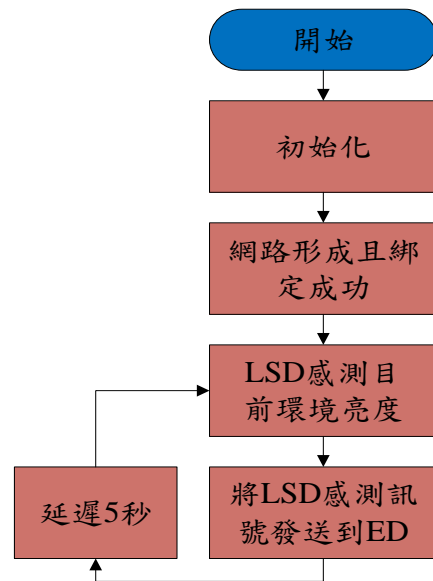 開始
初始化
網路形成且綁
定成功
LSD感測目
前環境亮度
延遲5秒
將LSD感測訊
號發送到ED